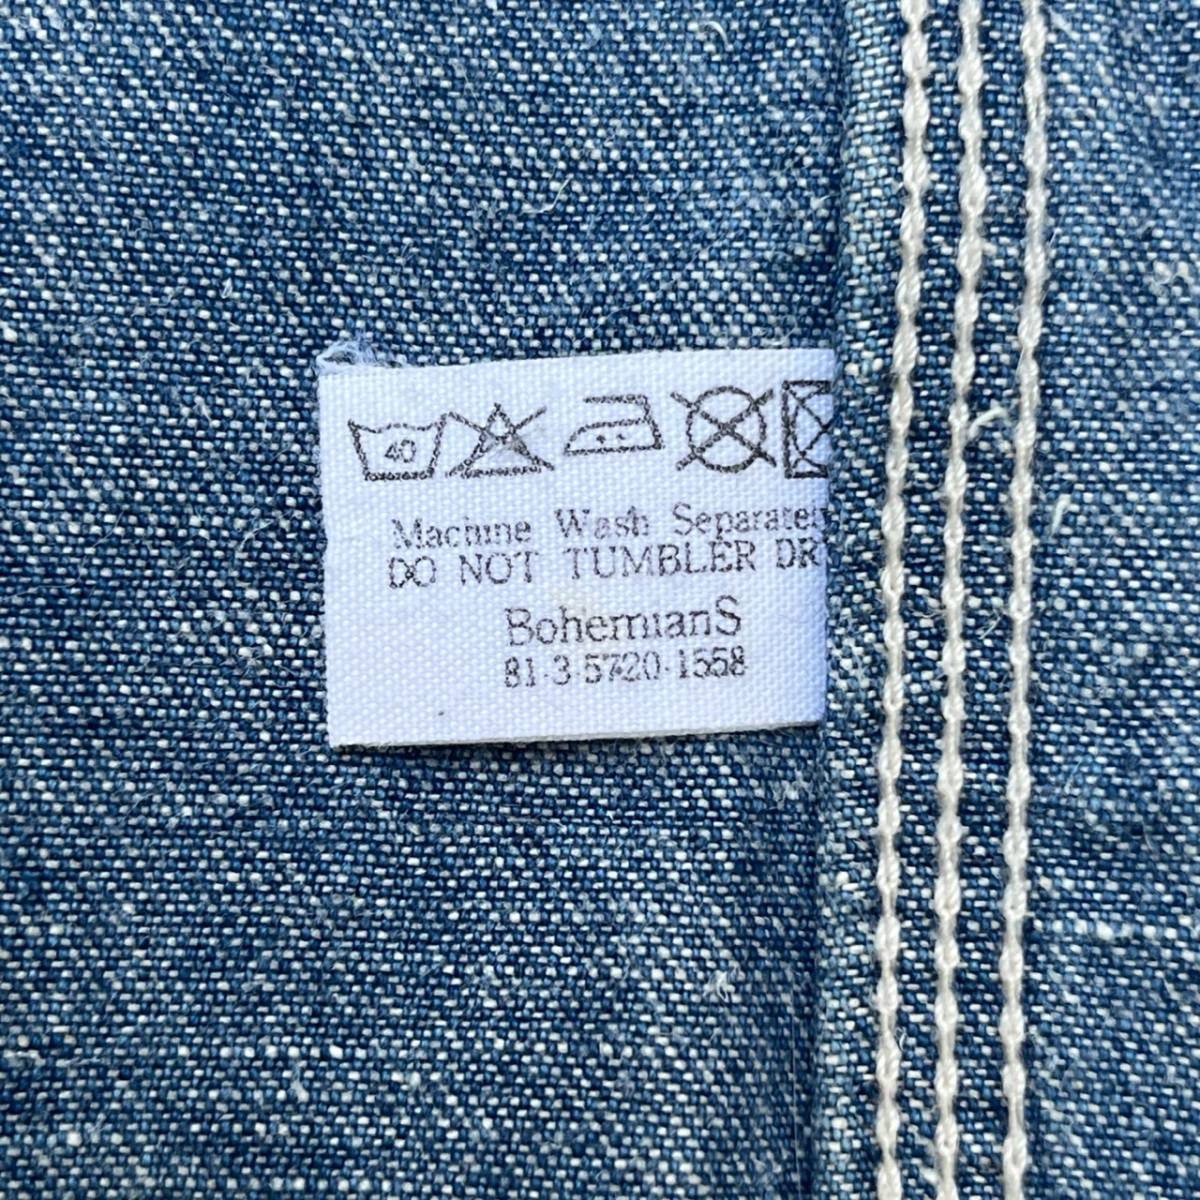 40
Machine Wash Separately
DO NOT TUMBLER DRY
BohemianS
81-3-5720-1558